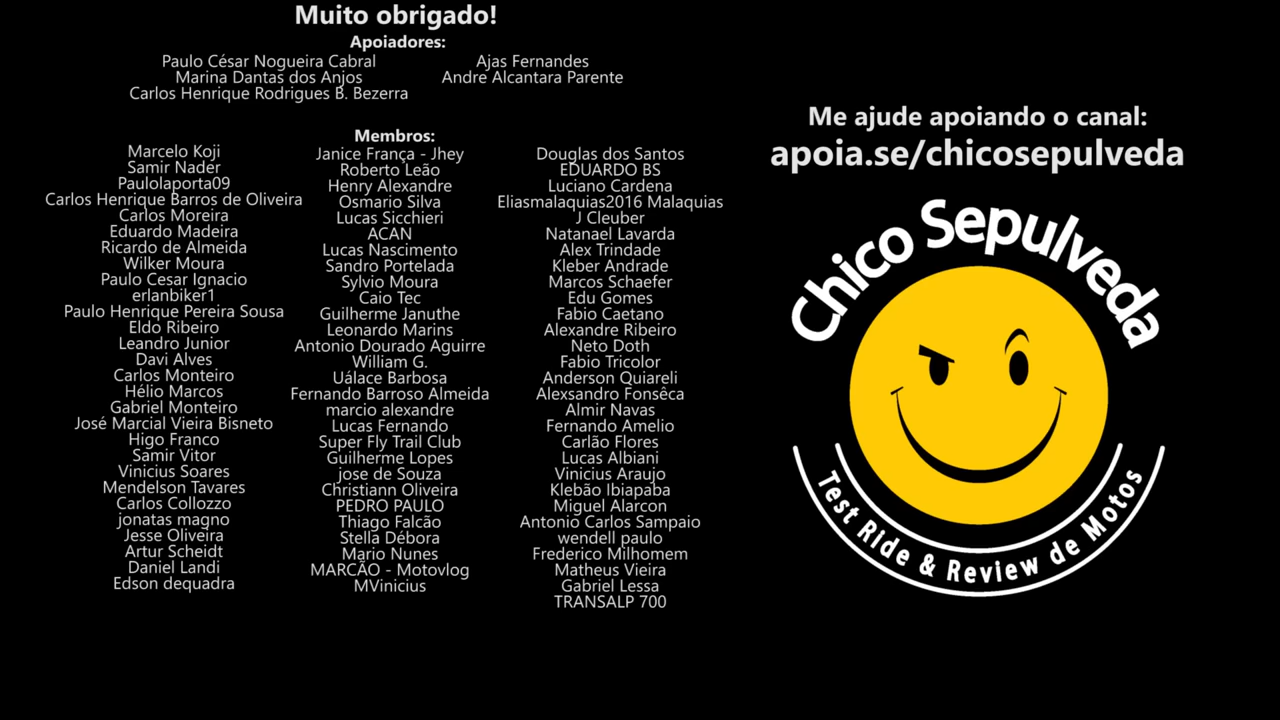 Muito obrigado!
Apoiadores:
Paulo César Nogueira Cabral
Marina Dantas dos Anjos
Carlos Henrique Rodrigues B. Bezerra
Ajas Fernandes
Andre Alcantara Parente
Membros:
Marcelo Koji
Samir Nader
Paulolaporta09
Carlos Henrique Barros de Oliveira
Carlos Moreira
Eduardo Madeira
Ricardo de Almeida
Wilker Moura
Paulo Cesar Ignacio
erlanbiker1
Paulo Henrique Pereira Sousa
Eldo Ribeiro
Leandro Junior
Davi Alves
Carlos Monteiro
Hélio Marcos
Gabriel Monteiro
José Marcial Vieira Bisneto
Higo Franco
Samir Vitor
Vinicius Soares
Mendelson Tavares
Carlos Collozzo
jonatas magno
Jesse Oliveira
Artur Scheidt
Daniel Landi
Edson dequadra
Janice França - Jhey
Roberto Leão
Henry Alexandre
Osmario Silva
Lucas Sicchieri
ACAN
Lucas Nascimento
Sandro Portelada
Sylvio Moura
Caio Tec
Guilherme Januthe
Leonardo Marins
Antonio Dourado Aguirre
William G.
Uálace Barbosa
Fernando Barroso Almeida
marcio alexandre
Lucas Fernando
Super Fly Trail Club
Guilherme Lopes
jose de Souza
Christiann Oliveira
PEDRO PAULO
Thiago Falcão
Stella Débora
Mario Nunes
MARCÃO - Motovlog
MVinicius
Douglas dos Santos
EDUARDO BS
Luciano Cardena
Eliasmalaquias2016 Malaquias
J Cleuber
Natanael Lavarda
Alex Trindade
Kleber Andrade
Marcos Schaefer
Edu Gomes
Fabio Caetano
Alexandre Ribeiro
Neto Doth
Fabio Tricolor
Anderson Quiareli
Alexsandro Fonsêca
Almir Navas
Fernando Amelio
Carlão Flores
Lucas Albiani
Vinicius Araujo
Klebão Ibiapaba
Miguel Alarcon
Antonio Carlos Sampaio
wendell paulo
Frederico Milhomem
Matheus Vieira
Gabriel Lessa
TRANSALP 700
Me ajude apoiando o canal:
apoia.se/chicosepulveda
Chico Sepulveda
Test Ride & Review de Motos